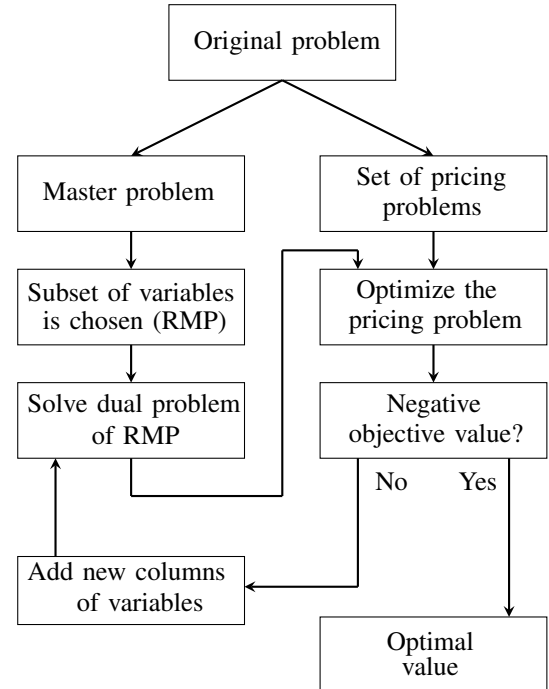 Original problem
Master problem
Set of pricing
problems
Subset of variables
is chosen (RMP)
Optimize the
pricing problem
Solve dual problem
of RMP
Negative
objective value?
No
Yes
Add new columns
of variables
Optimal
value